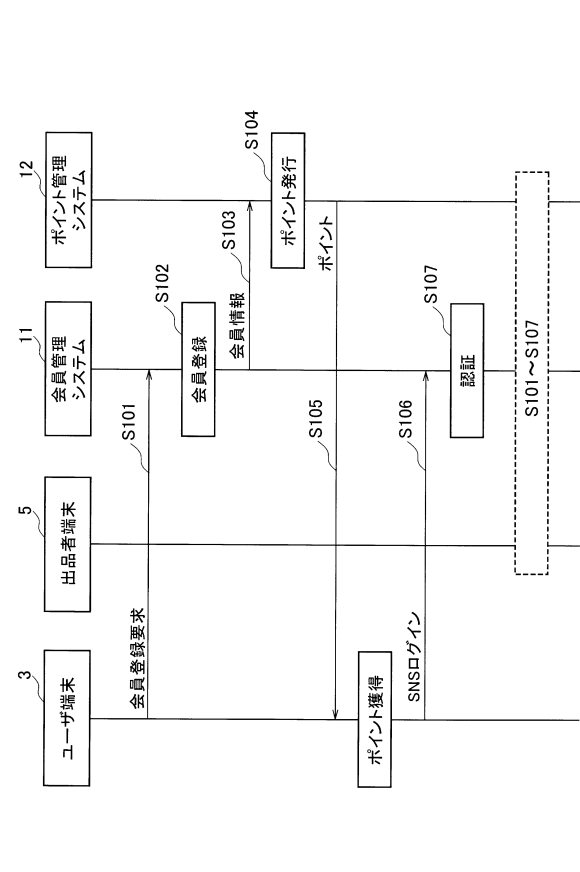 3
ユーザ端末
5
出品者端末
11
会員管理
システム
12
ポイント管理
システム
会員登録要求
S101
会員登録
S102
会員情報
S103
ポイント発行
S104
S105
ポイント
ポイント獲得
SNSログイン
S106
認証
S107
S101～S107